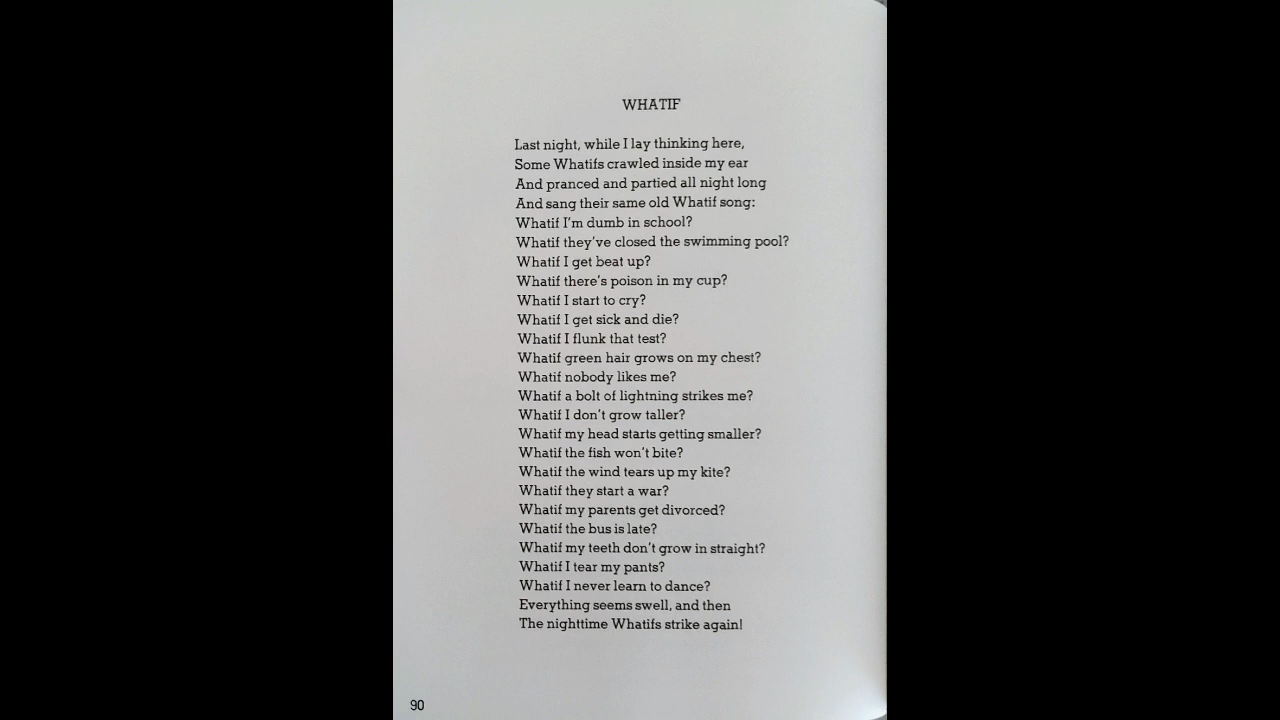 WHATIF
Last night, while I lay thinking here,
Some Whatifs crawled inside my ear
And pranced and partied all night long
And sang their same old Whatif song:
Whatif I'm dumb in school?
Whatif they've closed the swimming pool?
Whatif I get beat up?
Whatif there's poison in my cup?
Whatif I start to cry?
Whatif I get sick and die?
Whatif I flunk that test?
Whatif green hair grows on my chest?
Whatif nobody likes me?
Whatif a bolt of lightning strikes me?
Whatif I don't grow taller?
Whatif my head starts getting smaller?
Whatif the fish won't bite?
Whatif the wind tears up my kite?
Whatif they start a war?
Whatif my parents get divorced?
Whatif the bus is late?
Whatif my teeth don't grow in straight?
Whatif I tear my pants?
Whatif I never learn to dance?
Everything seems swell, and then
The nighttime Whatifs strike again!
90